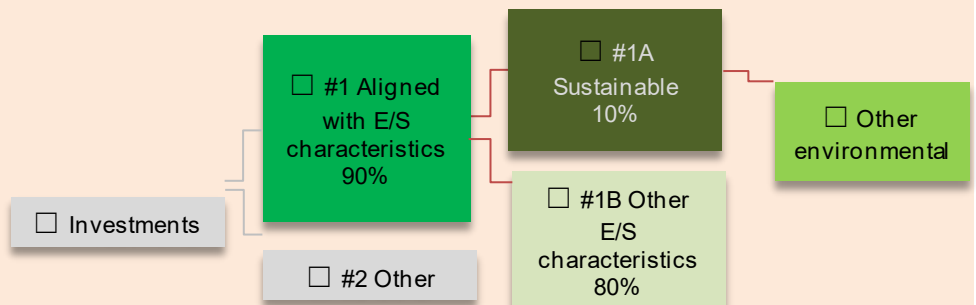 ☐ Investments
☐ #1 Aligned
with E/S
characteristics
90%
☐ #2 Other
☐ #1A
Sustainable
10%
☐ #1B Other
E/S
characteristics
80%
☐ Other
environmental